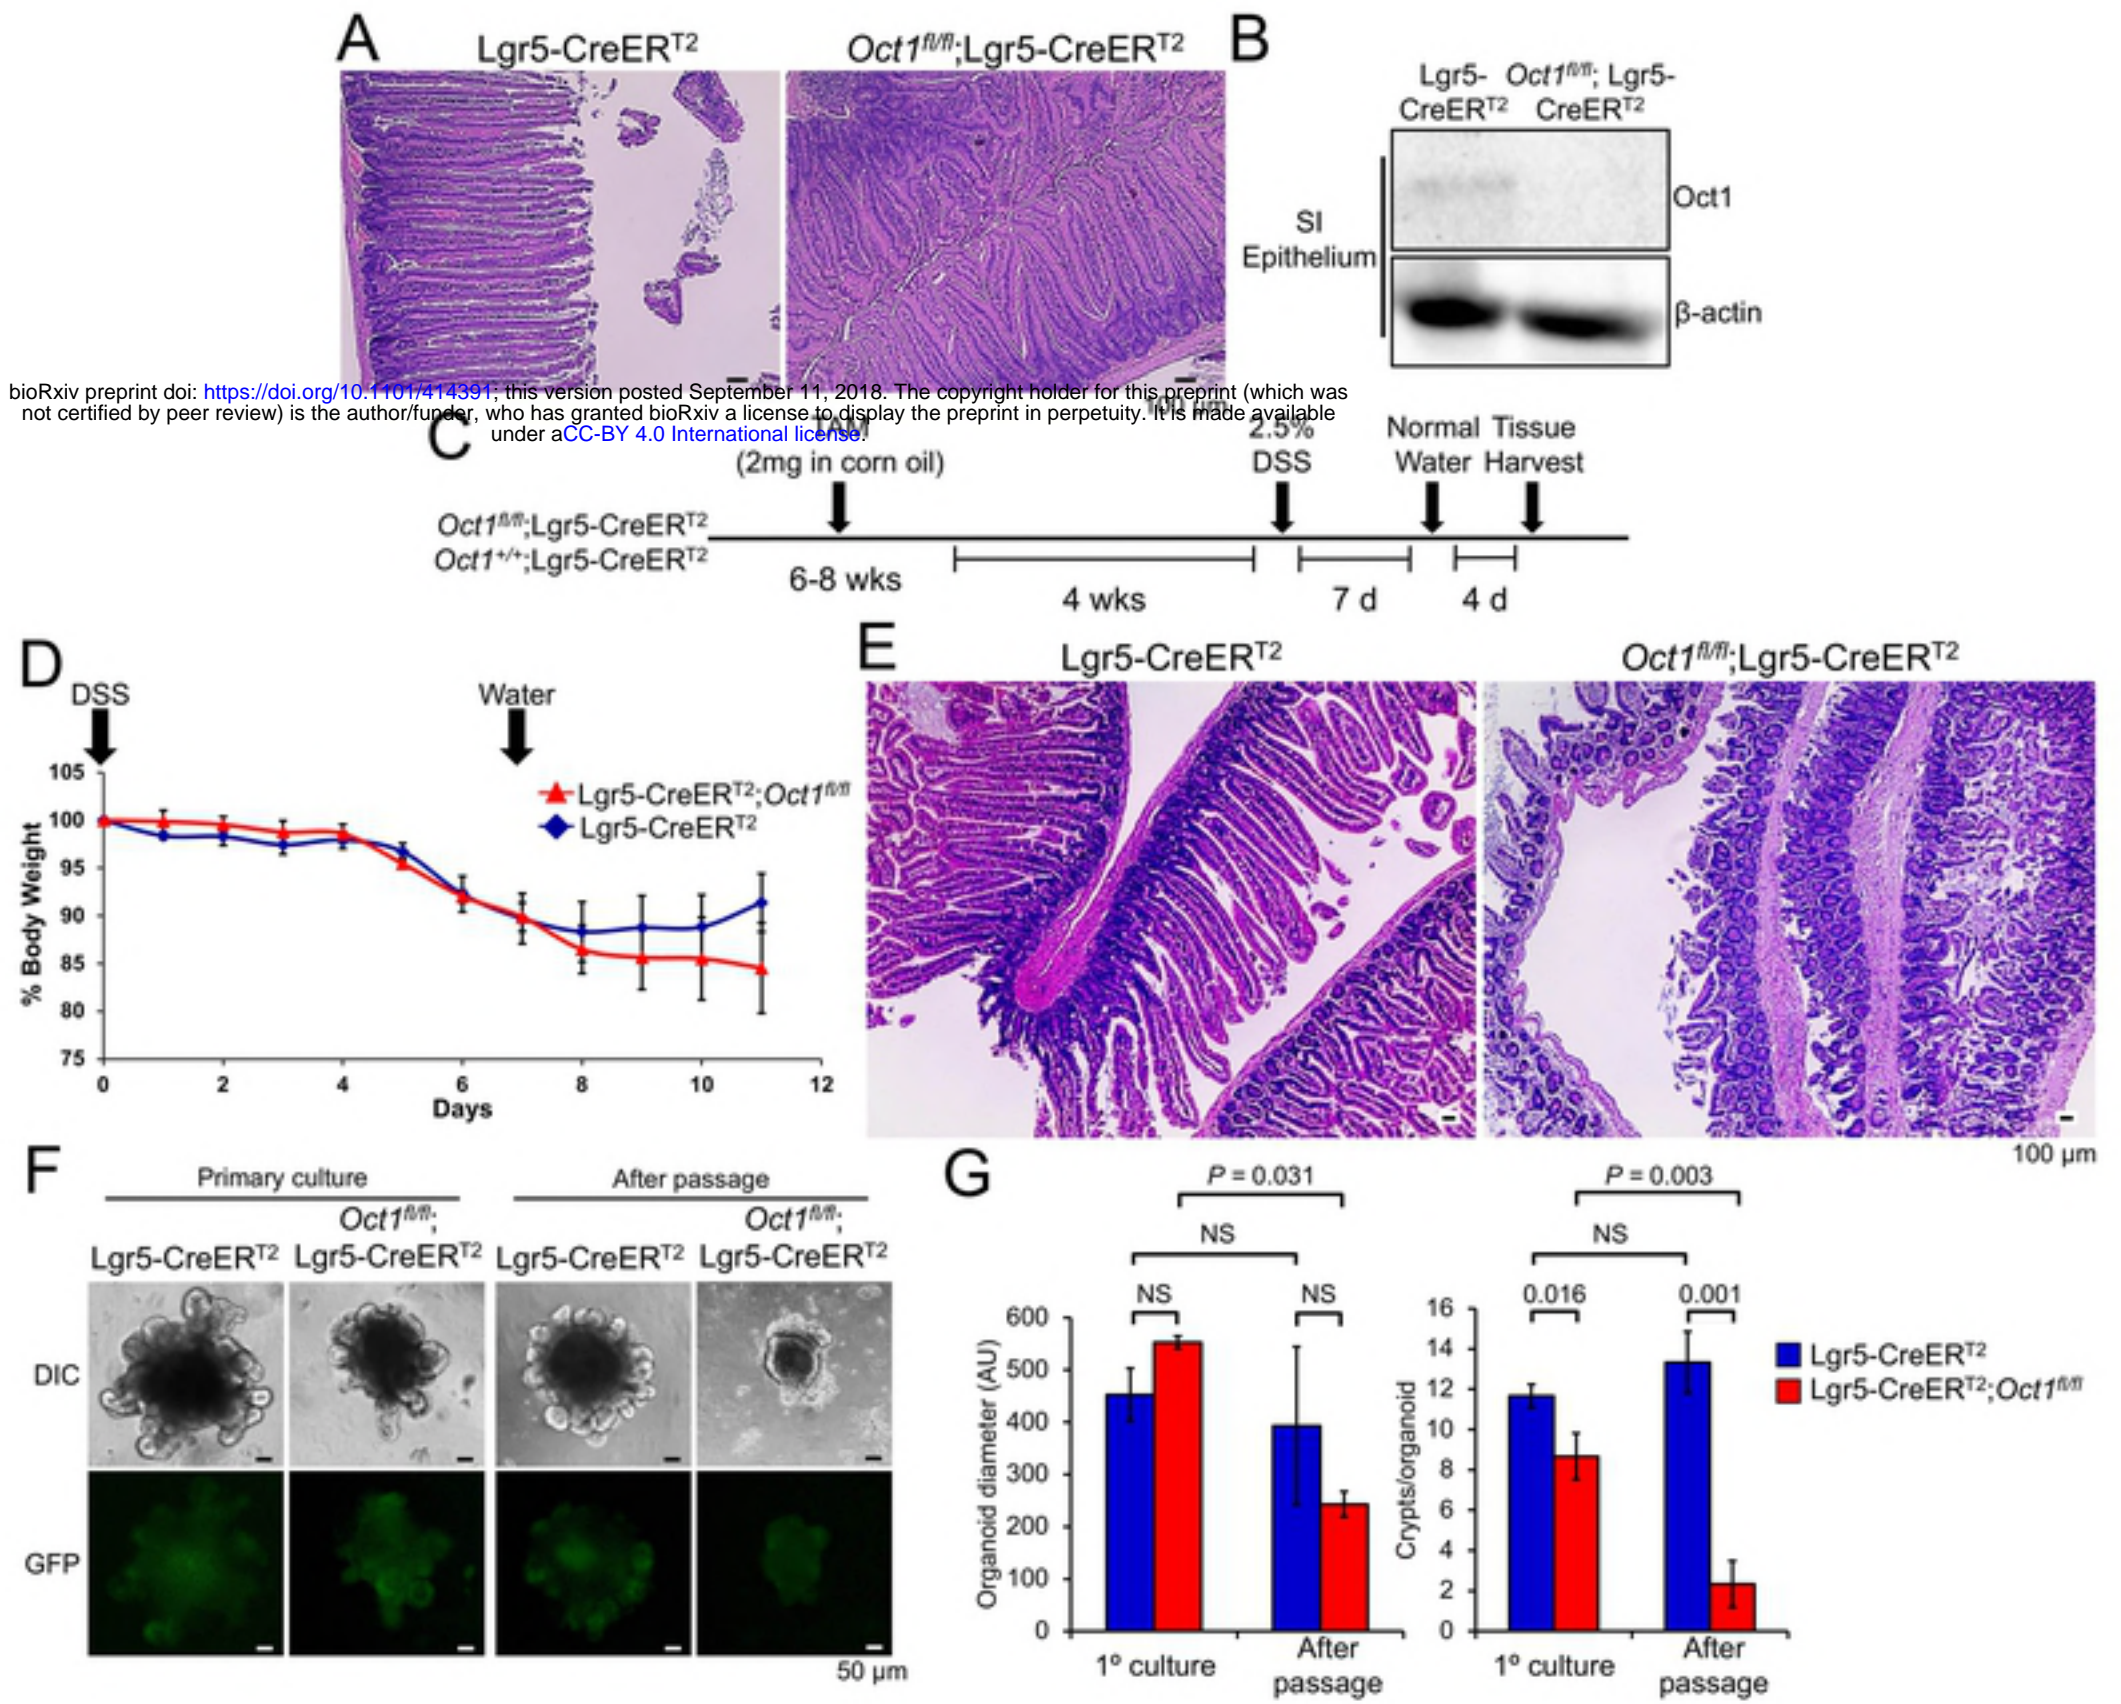 A
Lgr5-CreERT2
Oct1fl/fl;Lgr5-CreERT2
100 µm
B
Lgr5- Oct1fl/fl; Lgr5-
CreERT2 CreERT2
SI
Epithelium
Oct1
β-actin
bioRxiv preprint doi: https://doi.org/10.1101/414391; this version posted September 11, 2018. The copyright holder for this preprint (which was
not certified by peer review) is the author/funder, who has granted bioRxiv a license to display the preprint in perpetuity. It is made available
under aCC-BY 4.0 International license.
C
TAM
(2mg in corn oil)
2.5%
DSS
Normal Tissue
Water Harvest
Oct1fl/fl;Lgr5-CreERT2
Oct1+/+;Lgr5-CreERT2
6-8 wks
4 wks
7 d
4 d
D
DSS
Water
Lgr5-CreERT2;Oct1fl/fl
Lgr5-CreERT2
% Body Weight
105
100
95
90
85
80
75
0 2 4 6 8 10 12
Days
E
Lgr5-CreERT2
Oct1fl/fl;Lgr5-CreERT2
100 µm
F
Primary culture
After passage
Oct1fl/fl; Oct1fl/fl;
Lgr5-CreERT2 Lgr5-CreERT2 Lgr5-CreERT2 Lgr5-CreERT2
DIC
GFP
50 µm
G
P = 0.031
NS
NS NS
Organoid diameter (AU)
600
500
400
300
200
100
0
1º culture
After
passage
P = 0.003
NS
0.016 0.001
Crypts/organoid
16
14
12
10
8
6
4
2
0
1º culture
After
passage
Lgr5-CreERT2
Lgr5-CreERT2;Oct1fl/fl